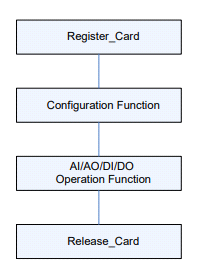 Register_Card
Configuration Function
AI/AO/DI/DO
Operation Function
Release_Card